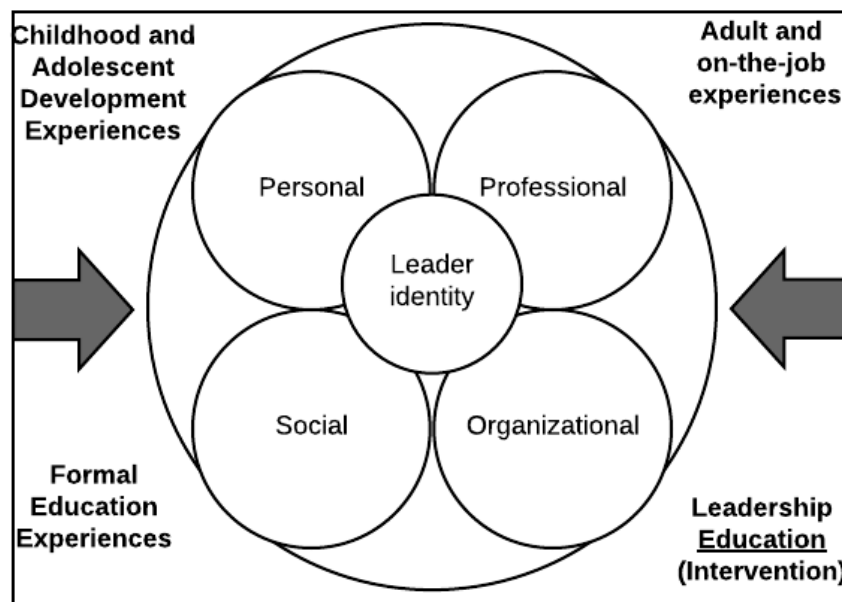 Childhood and
Adolescent
Development
Experiences
Adult and
on-the-job
experiences
Personal
Professional
Leader
identity
Social
Organizational
Formal
Education
Experiences
Leadership
Education
(Intervention)